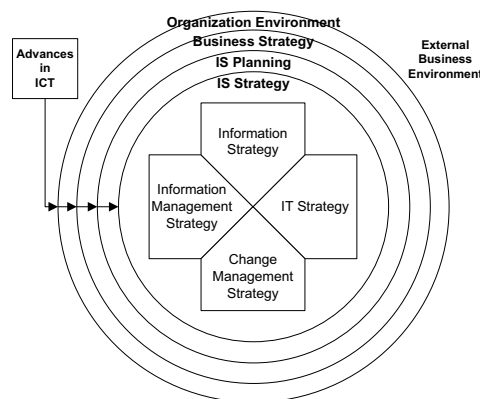 Organization Environment
Business Strategy
IS Planning
IS Strategy
Advances
in
ICT
External
Business
Environment
Information
Strategy
Information
Management
Strategy
IT Strategy
Change
Management
Strategy